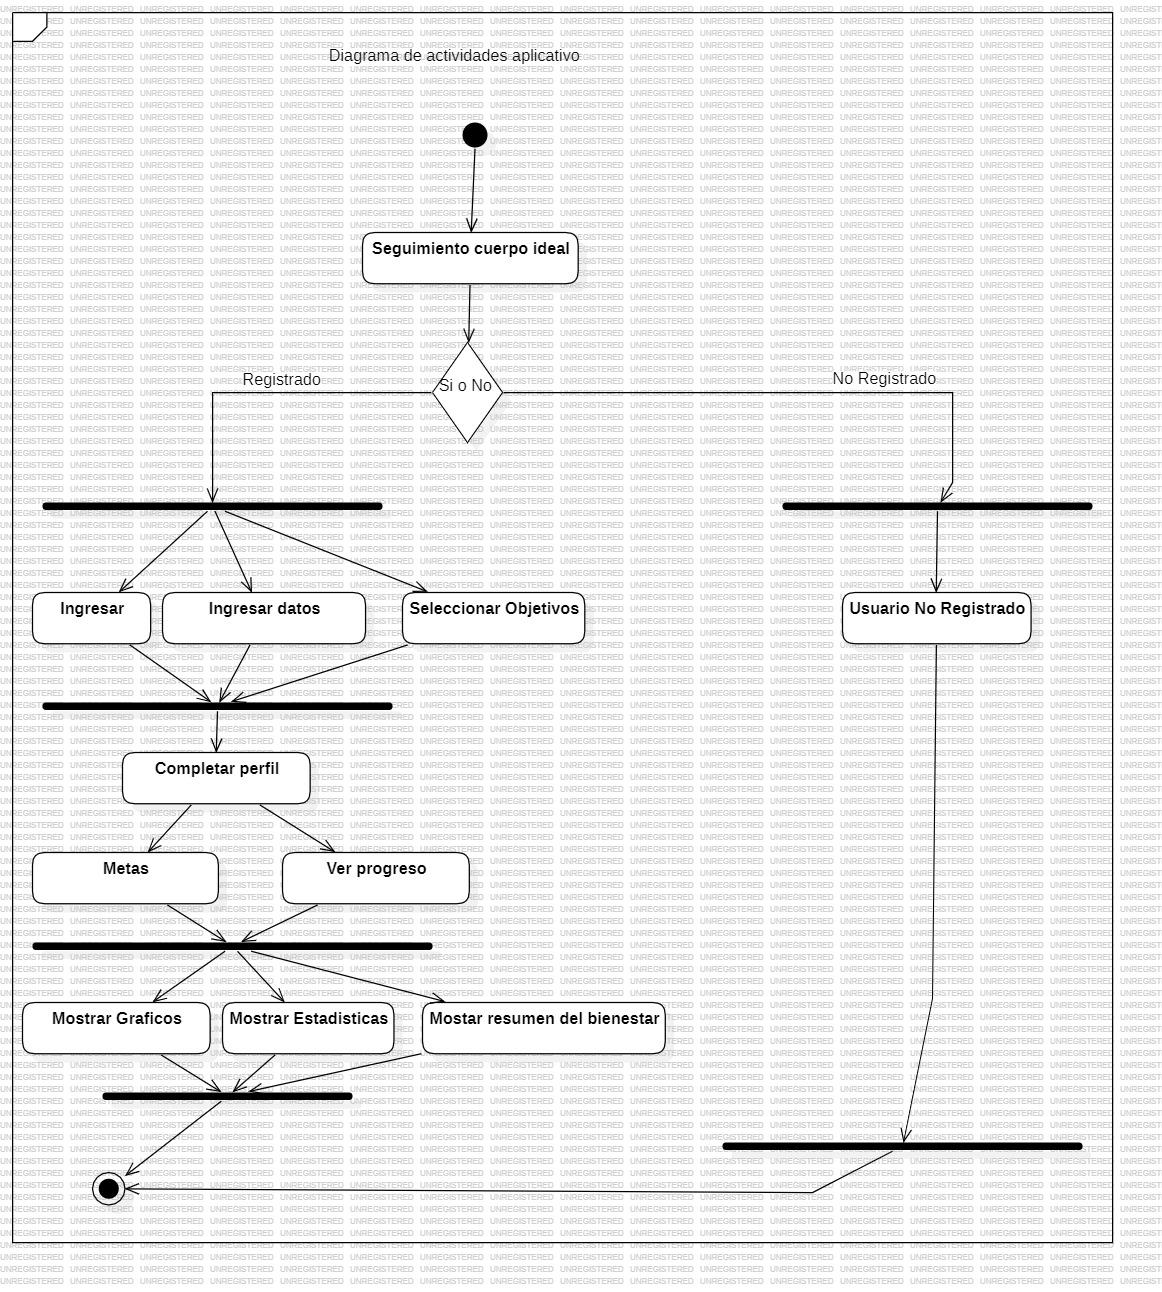 Diagrama de actividades aplicativo
Seguimiento cuerpo ideal
Si o No
Registrado
No Registrado
Ingresar
Ingresar datos
Seleccionar Objetivos
Usuario No Registrado
Completar perfil
Metas
Ver progreso
Mostrar Graficos
Mostrar Estadisticas
Mostar resumen del bienestar
UNREGISTERED